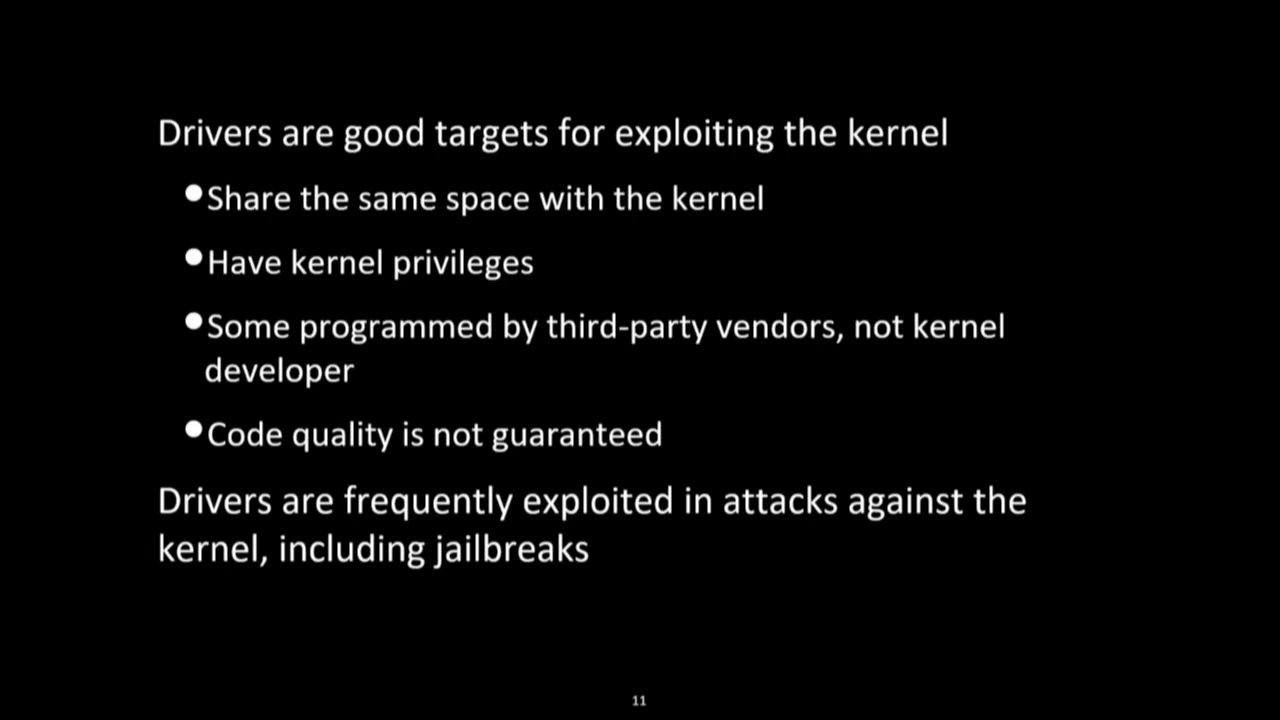 Drivers are good targets for exploiting the kernel
•Share the same space with the kernel
•Have kernel privileges
•Some programmed by third-party vendors, not kernel
developer
•Code quality is not guaranteed
Drivers are frequently exploited in attacks against the
kernel, including jailbreaks
11